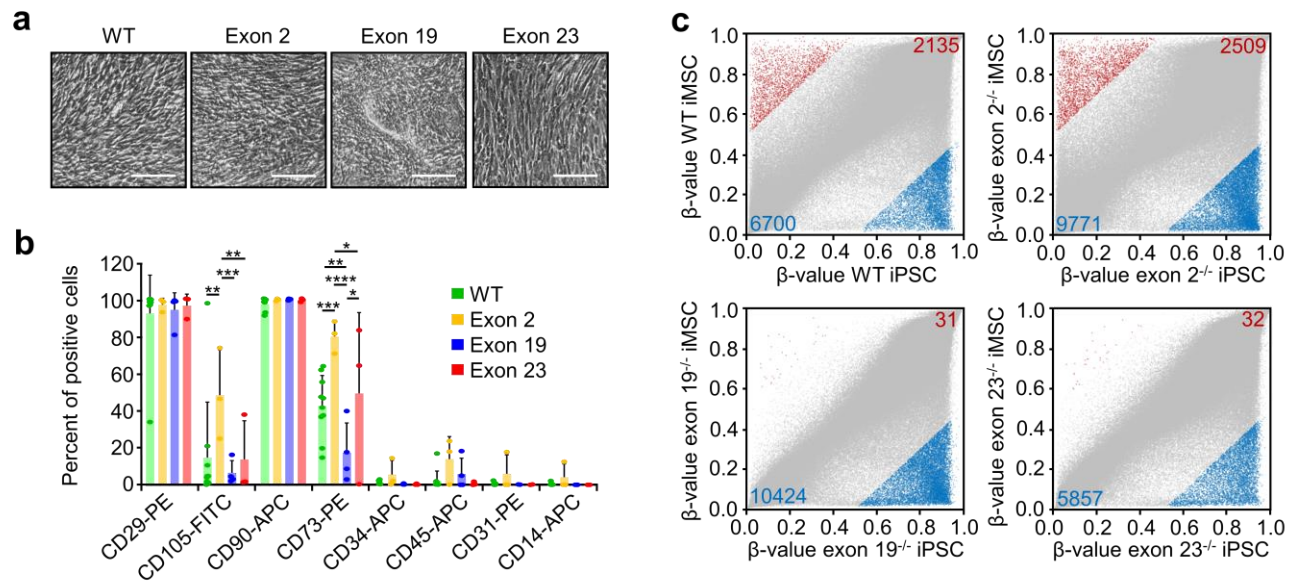 a
WT Exon 2 Exon 19 Exon 23
b
Percent of positive cells
120
100
80
60
40
20
0
** *** ** *** **** ** * *
WT
Exon 2
Exon 19
Exon 23
CD29-PE CD105-FITC CD90-APC CD73-PE CD34-APC CD45-APC CD31-PE CD14-APC
c
β-value WT iMSC
1.0
0.8
0.6
0.4
0.2
0.0
2135
6700
0.0 0.2 0.4 0.6 0.8 1.0
β-value WT iPSC
β-value exon 2-/- iMSC
1.0
0.8
0.6
0.4
0.2
0.0
2509
9771
0.0 0.2 0.4 0.6 0.8 1.0
β-value exon 2-/- iPSC
β-value exon 19-/- iMSC
1.0
0.8
0.6
0.4
0.2
0.0
31
10424
0.0 0.2 0.4 0.6 0.8 1.0
β-value exon 19-/- iPSC
β-value exon 23-/- iMSC
1.0
0.8
0.6
0.4
0.2
0.0
32
5857
0.0 0.2 0.4 0.6 0.8 1.0
β-value exon 23-/- iPSC